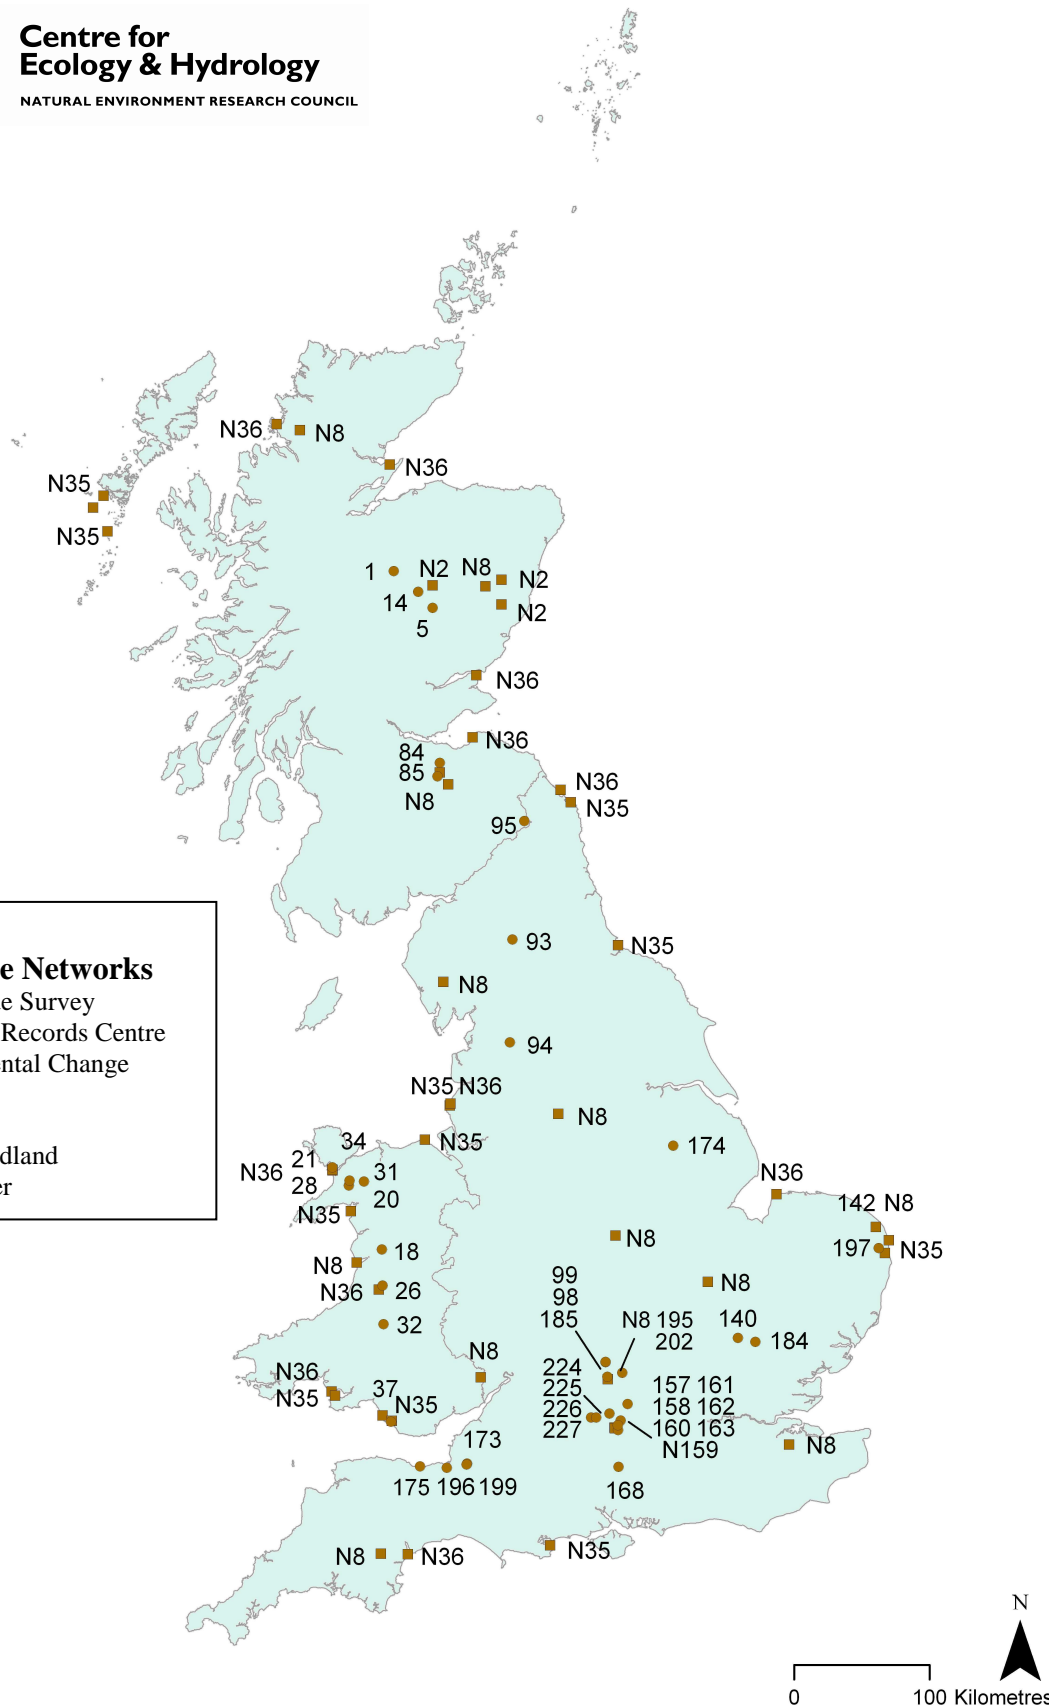 Centre for
Ecology & Hydrology
NATURAL ENVIRONMENT RESEARCH COUNCIL
N36
N8
N36
N35
N35
1
N2
N8
N2
14
N2
5
N36
N36
84
85
N8
N36
N35
95
93
N35
N8
e Networks
e Survey
Records Centre
ental Change
dland
er
94
N35 N36
N8
N35
174
34
21
N36
31
28
20
N36
142 N8
N35
197
N35
18
N8
N8
N36
26
N8
32
99
98
185
N8 195
202
140
184
N8
N36
N35
37
N35
224
225
226
227
157 161
158 162
160 163
N159
N8
173
175 196 199
168
N8
N36
N35
N
0 100 Kilometres